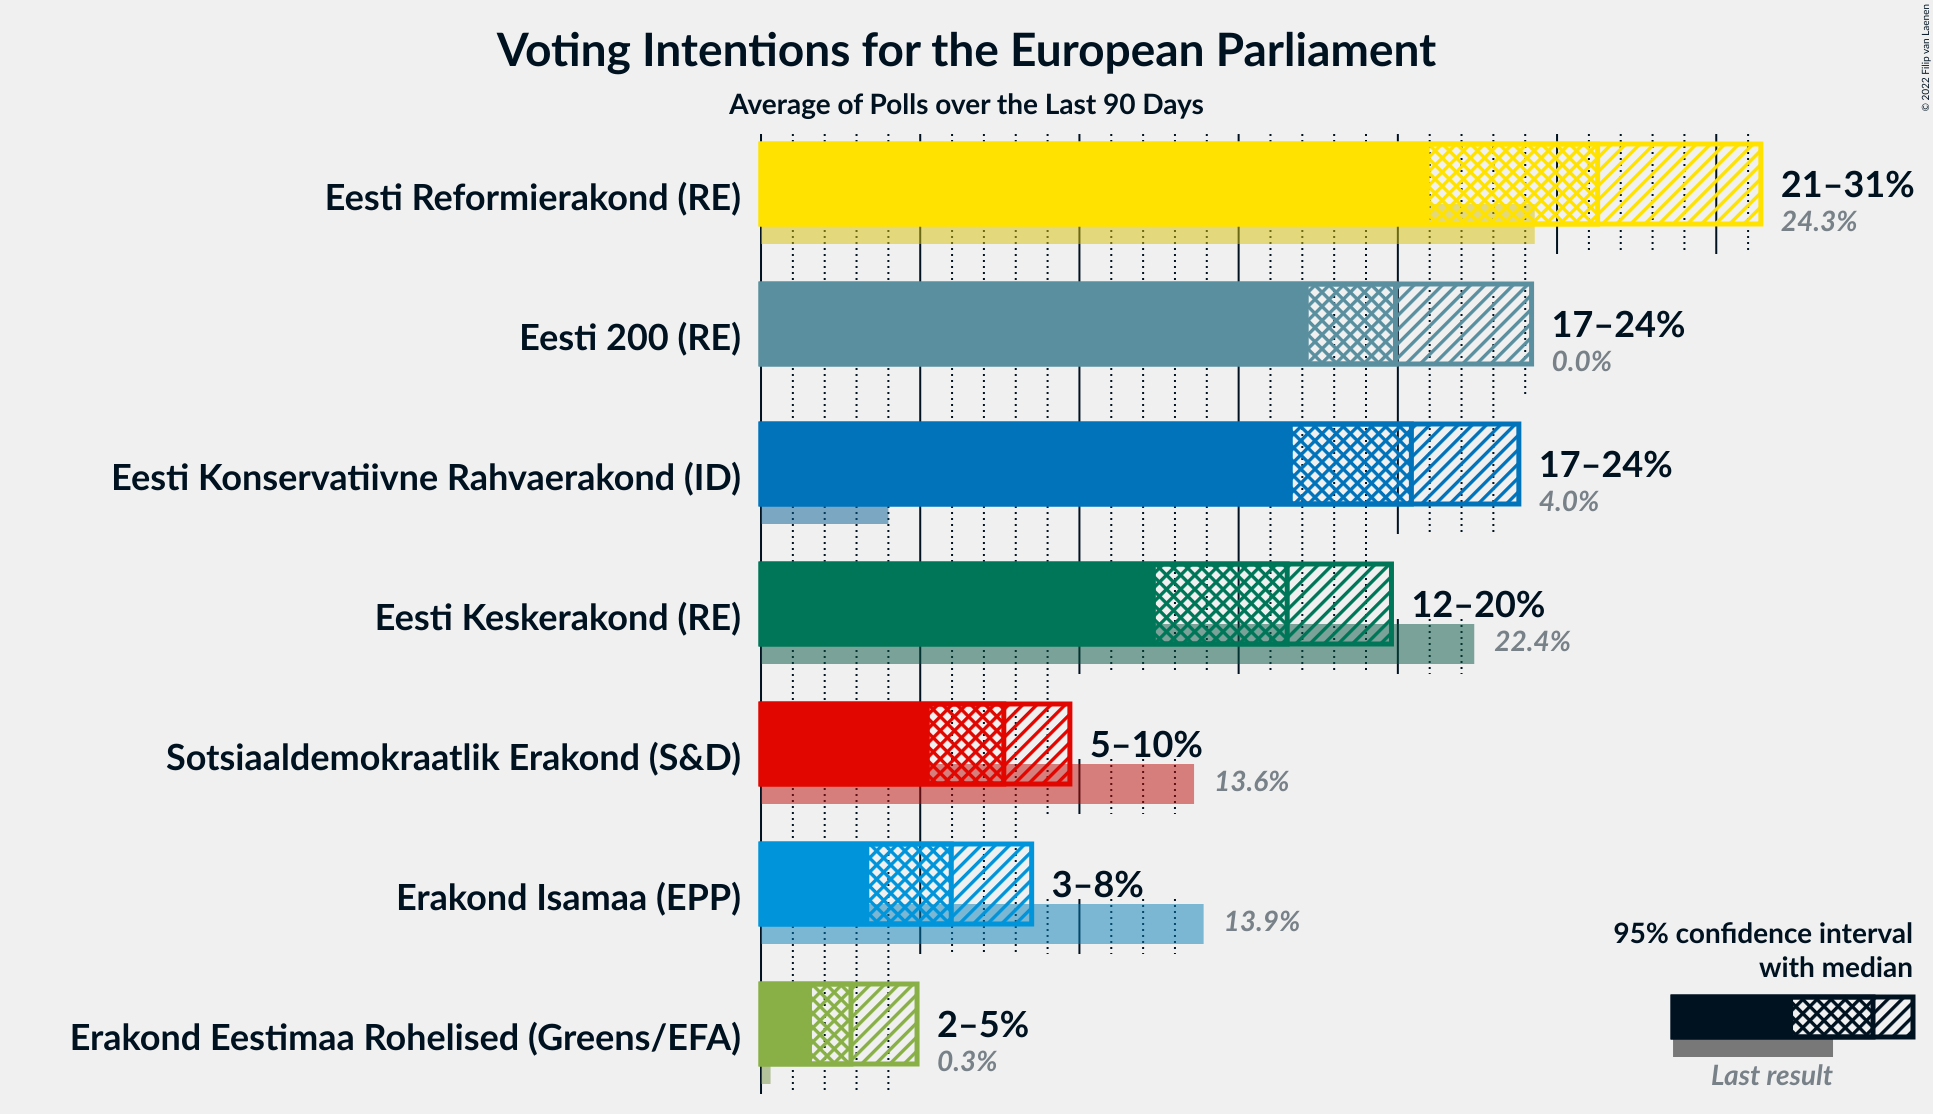 Voting Intentions for the European Parliament
Average of Polls over the Last 90 Days
© 2022 Filip van Laenen
Eesti Reformierakond (RE)
21–31%
24.3%
Eesti 200 (RE)
17–24%
0.0%
Eesti Konservatiivne Rahvaerakond (ID)
17–24%
4.0%
Eesti Keskerakond (RE)
12–20%
22.4%
Sotsiaaldemokraatlik Erakond (S&D)
5–10%
13.6%
Erakond Isamaa (EPP)
3–8%
13.9%
Erakond Eestimaa Rohelised (Greens/EFA)
2–5%
0.3%
95% confidence interval
with median
Last result